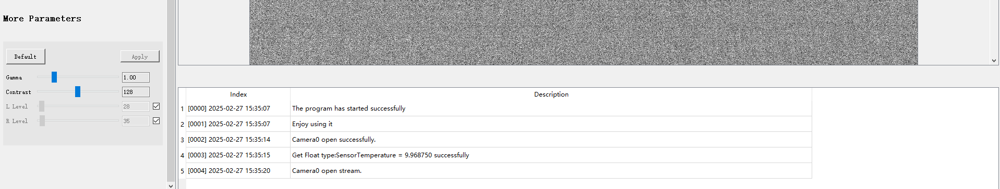 More Parameters
Default
Apply
Gamma
1.00
Contrast
128
L Level
28
R Level
35
Index Description
1 [0000] 2025-02-27 15:35:07 The program has started successfully
2 [0001] 2025-02-27 15:35:07 Enjoy using it
3 [0002] 2025-02-27 15:35:14 Camera0 open successfully.
4 [0003] 2025-02-27 15:35:15 Get Float type:SensorTemperature = 9.968750 successfully
5 [0004] 2025-02-27 15:35:20 Camera0 open stream.